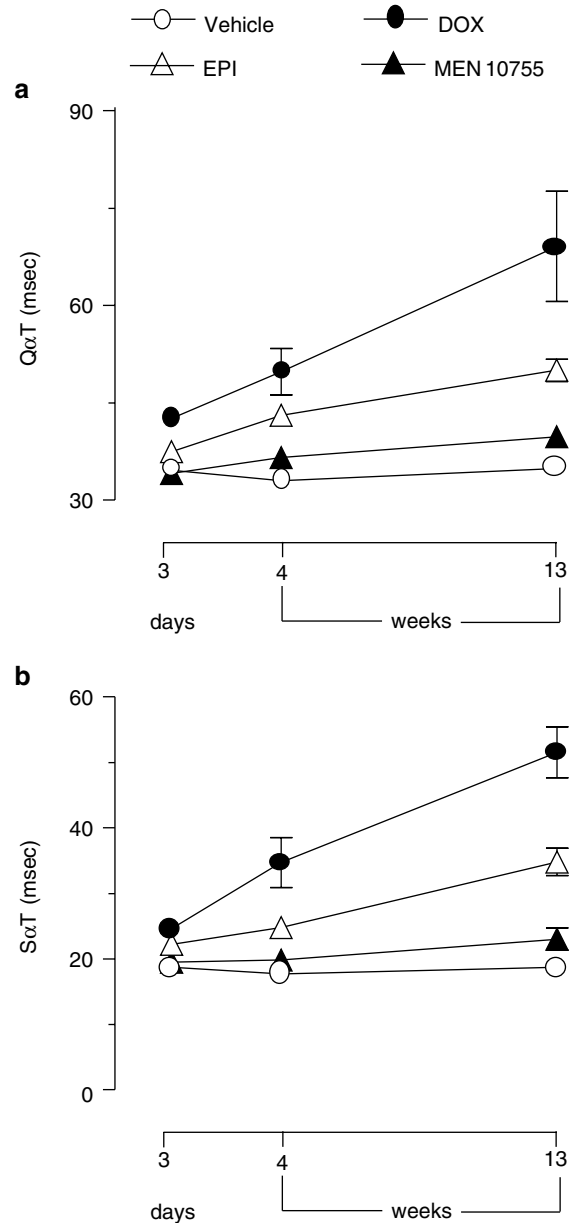 Vehicle DOX
EPI MEN 10755
a
90
60
30
QαT (msec)
3 4 13
days weeks
b
60
40
20
0
SαT (msec)
3 4 13
days weeks